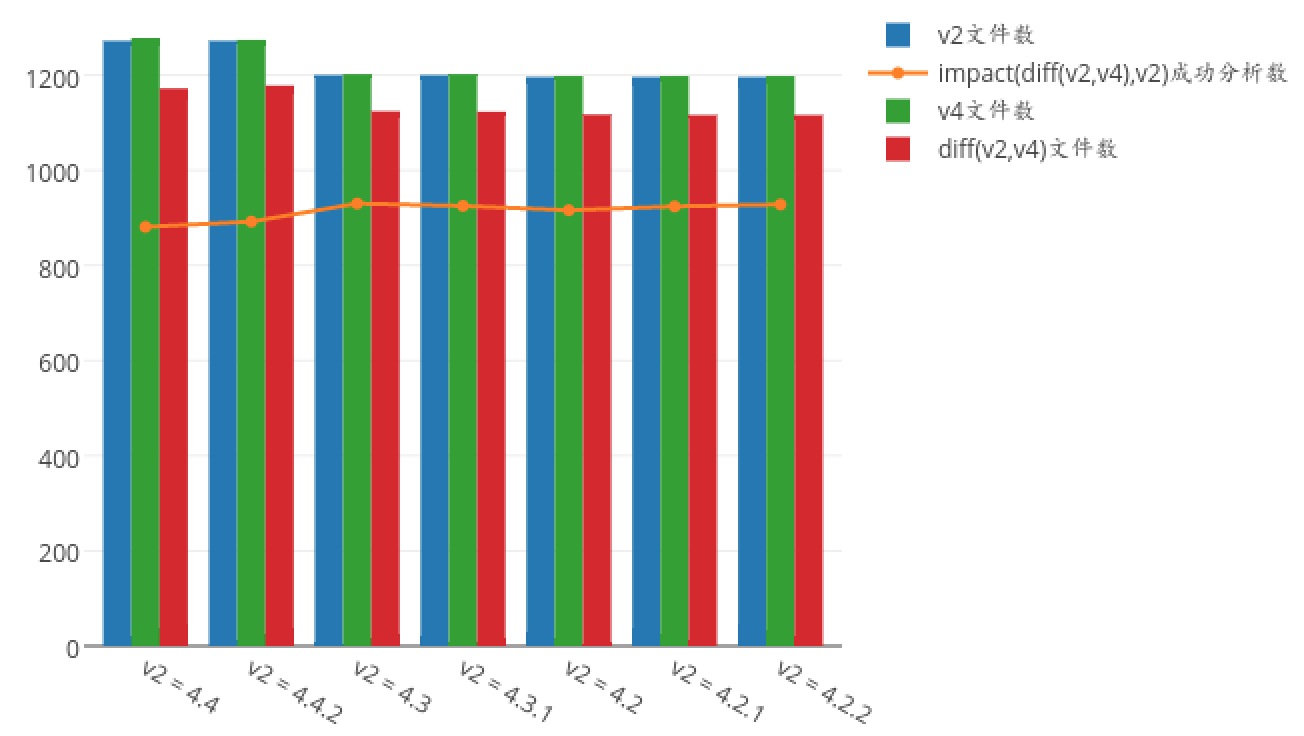 1200
1000
800
600
400
200
0
v2 = 4.4
v2 = 4.4.2
v2 = 4.3
v2 = 4.3.1
v2 = 4.2
v2 = 4.2.1
v2 = 4.2.2
v2文件数
impact(diff(v2,v4),v2)成功分析数
v4文件数
diff(v2,v4)文件数